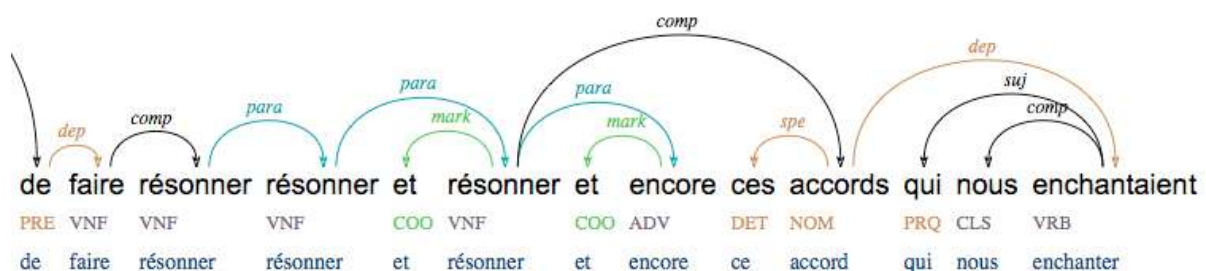 comp
dep
para
para
suj
dep
comp
para
mark
mark
spe
comp
de faire résonner résonner et résonner et encore ces accords qui nous enchantaient
PRE VNF VNF VNF COO VNF COO ADV DET NOM PRQ CLS VRB
de faire résonner résonner et résonner et encore ce accord qui nous enchanter